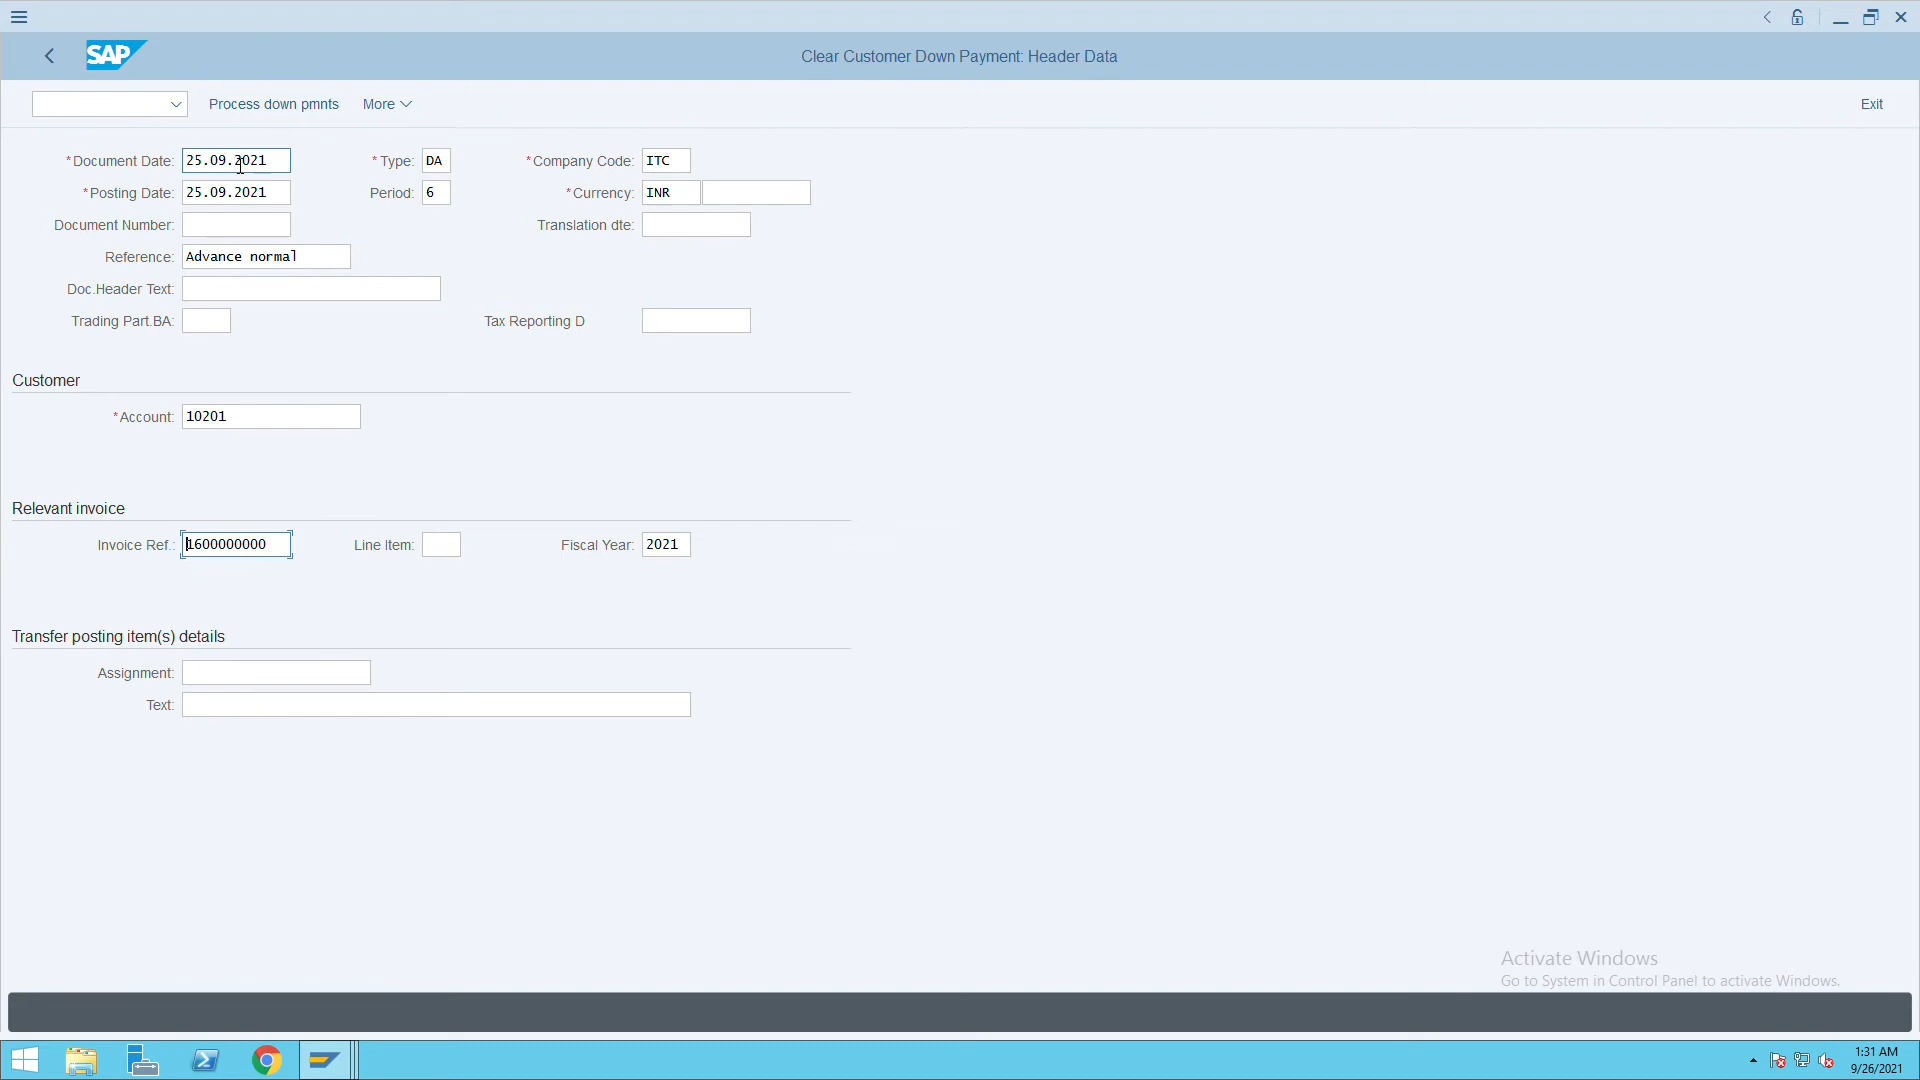 SAP
Clear Customer Down Payment: Header Data
Process down pmnts More Exit
*Document Date: 25.09.2021 * Type: DA *Company Code: ITC
*Posting Date: 25.09.2021 Period: 6 *Currency: INR
Document Number: Translation dte:
Reference: Advance normal
Doc.Header Text:
Trading Part.BA: Tax Reporting D
Customer
*Account: 10201
Relevant invoice
Invoice Ref.: 1600000000 Line Item: Fiscal Year: 2021
Transfer posting item(s) details
Assignment:
Text:
Activate Windows
Go to System in Control Panel to activate Windows.
1:31 AM
9/26/2021